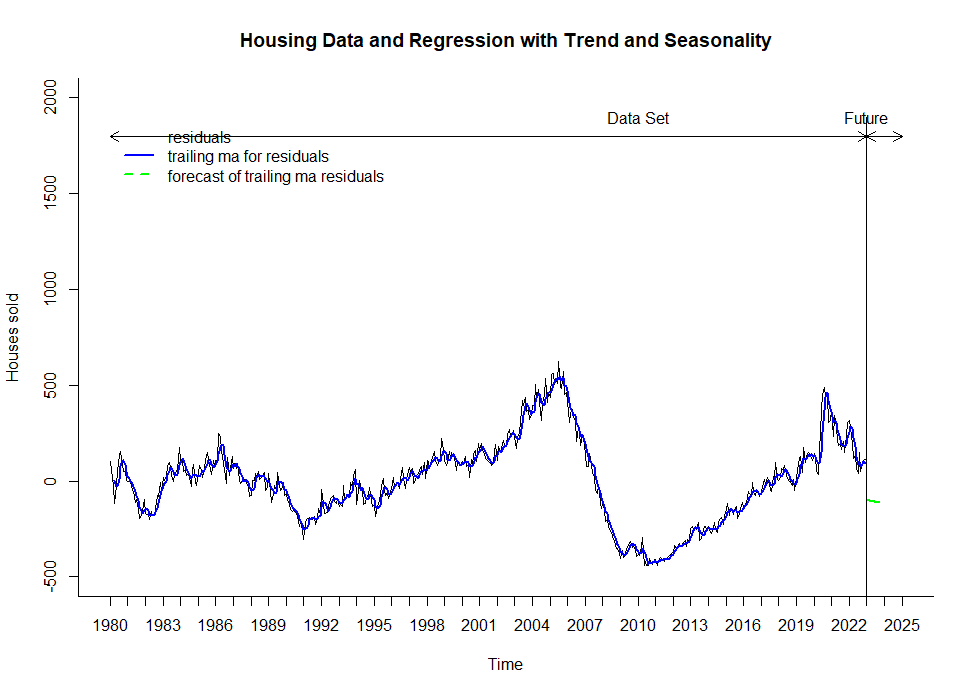 Housing Data and Regression with Trend and Seasonality
Data Set
Future
residuals
trailing ma for residuals
forecast of trailing ma residuals
2000
1500
1000
500
0
-500
Houses sold
1980 1983 1986 1989 1992 1995 1998 2001 2004 2007 2010 2013 2016 2019 2022 2025
Time